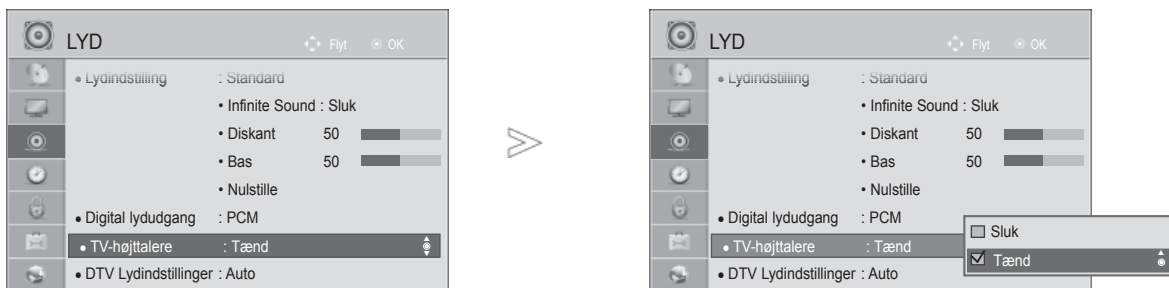 LYD Flyt OK
• Lydindstilling : Standard
• Infinite Sound : Sluk
• Diskant 50
• Bas 50
• Nulstille
• Digital lydudgang : PCM
• TV-højttalere : Tænd
• DTV Lydindstillinger : Auto
LYD Flyt OK
• Lydindstilling : Standard
• Infinite Sound : Sluk
• Diskant 50
• Bas 50
• Nulstille
• Digital lydudgang : PCM
• TV-højttalere : Tænd
• DTV Lydindstillinger : Auto
Sluk
Tænd